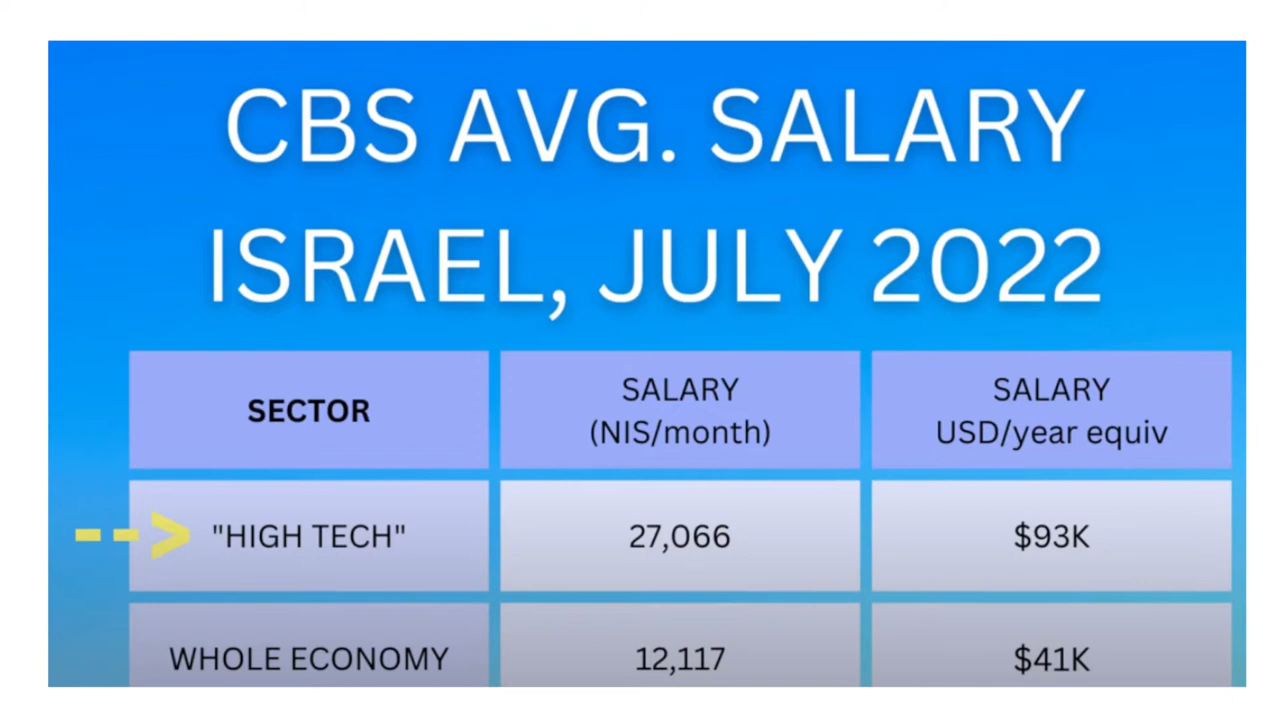 CBS AVG. SALARY
ISRAEL, JULY 2022
SECTOR
SALARY
(NIS/month)
SALARY
USD/year equiv
"HIGH TECH"
27,066
$93K
WHOLE ECONOMY
12,117
$41K